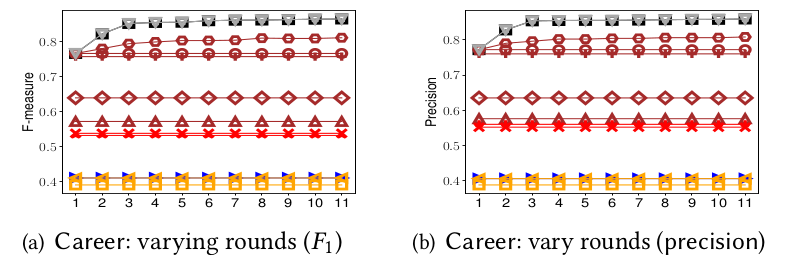 0.8
0.7
0.6
0.5
0.4
F-measure
1 2 3 4 5 6 7 8 9 10 11
(a) Career: varying rounds (F1)
0.8
0.7
0.6
0.5
0.4
Precision
1 2 3 4 5 6 7 8 9 10 11
(b) Career: vary rounds (precision)